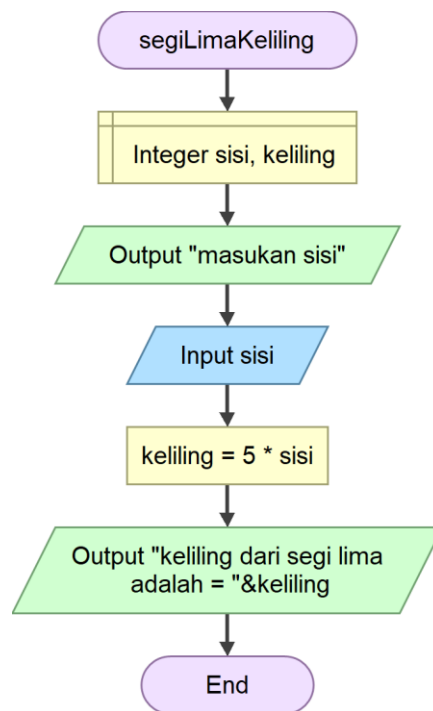 segiLimaKeliling
Integer sisi, keliling
Output "masukan sisi"
Input sisi
keliling = 5 * sisi
Output "keliling dari segi lima
adalah = "&keliling
End